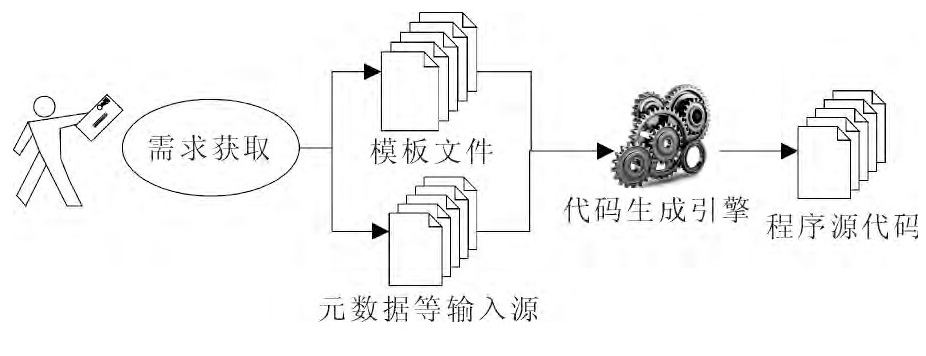 需求获取
模板文件
元数据等输入源
代码生成引擎
程序源代码